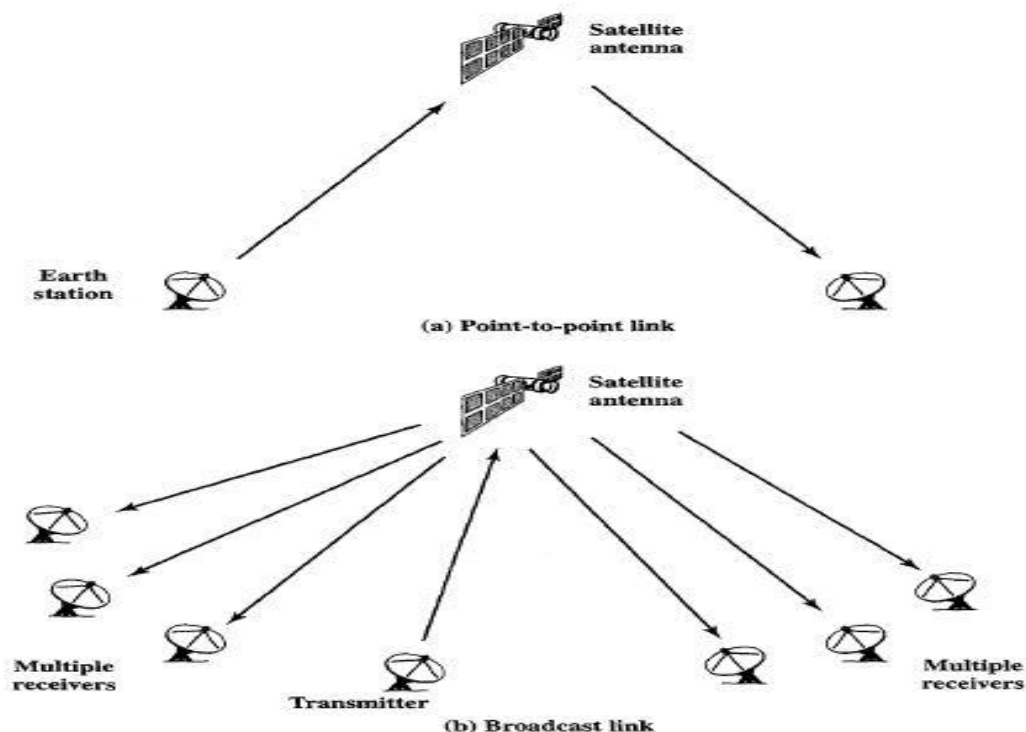 Satellite
antenna
Earth
station
(a) Point-to-point link
Satellite
antenna
Multiple
receivers
Transmitter
Multiple
receivers
(b) Broadcast link